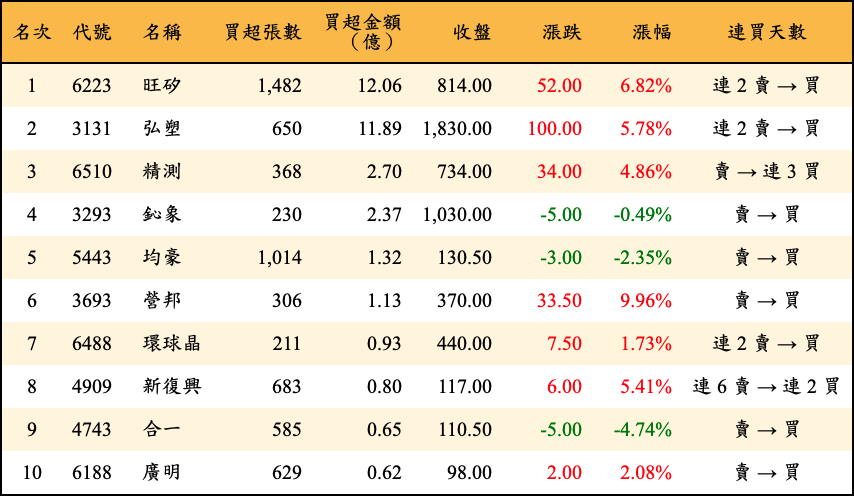 名次 代號 名稱 買超張數 買超金額（億） 收盤 漲跌 漲幅 連買天數
1 6223 旺矽 1,482 12.06 814.00 52.00 6.82% 連 2 賣 → 買
2 3131 弘塑 650 11.89 1,830.00 100.00 5.78% 連 2 賣 → 買
3 6510 精測 368 2.70 734.00 34.00 4.86% 賣 → 連 3 買
4 3293 鈊象 230 2.37 1,030.00 -5.00 -0.49% 賣 → 買
5 5443 均豪 1,014 1.32 130.50 -3.00 -2.35% 賣 → 買
6 3693 營邦 306 1.13 370.00 33.50 9.96% 賣 → 買
7 6488 環球晶 211 0.93 440.00 7.50 1.73% 連 2 賣 → 買
8 4909 新復興 683 0.80 117.00 6.00 5.41% 連 6 賣 → 連 2 買
9 4743 合一 585 0.65 110.50 -5.00 -4.74% 賣 → 買
10 6188 廣明 629 0.62 98.00 2.00 2.08% 賣 → 買